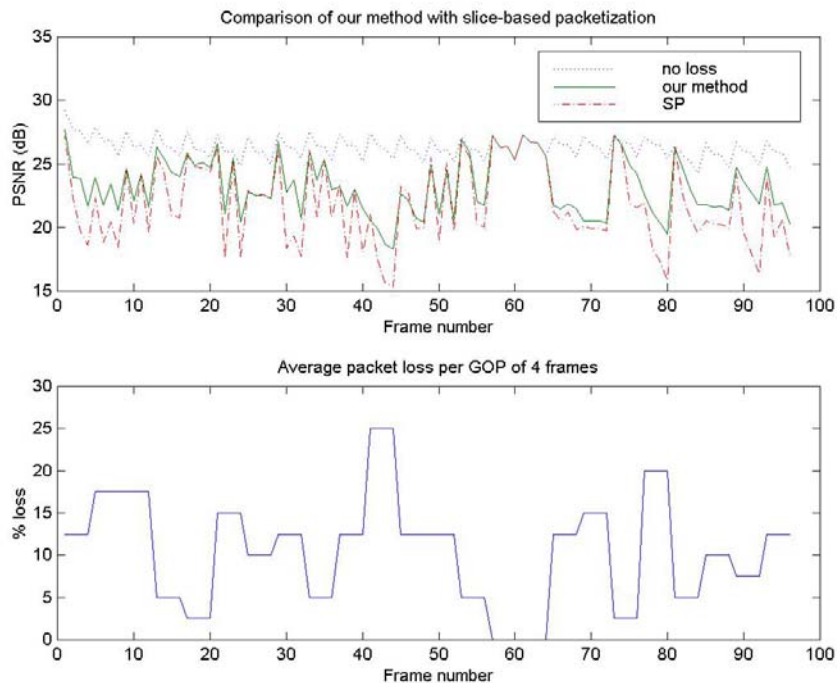 Comparison of our method with slice-based packetization
35
30
25
20
15
PSNR (dB)
no loss
our method
SP
0 10 20 30 40 50 60 70 80 90 100
Frame number
Average packet loss per GOP of 4 frames
30
25
20
15
10
5
0
% loss
0 10 20 30 40 50 60 70 80 90 100
Frame number